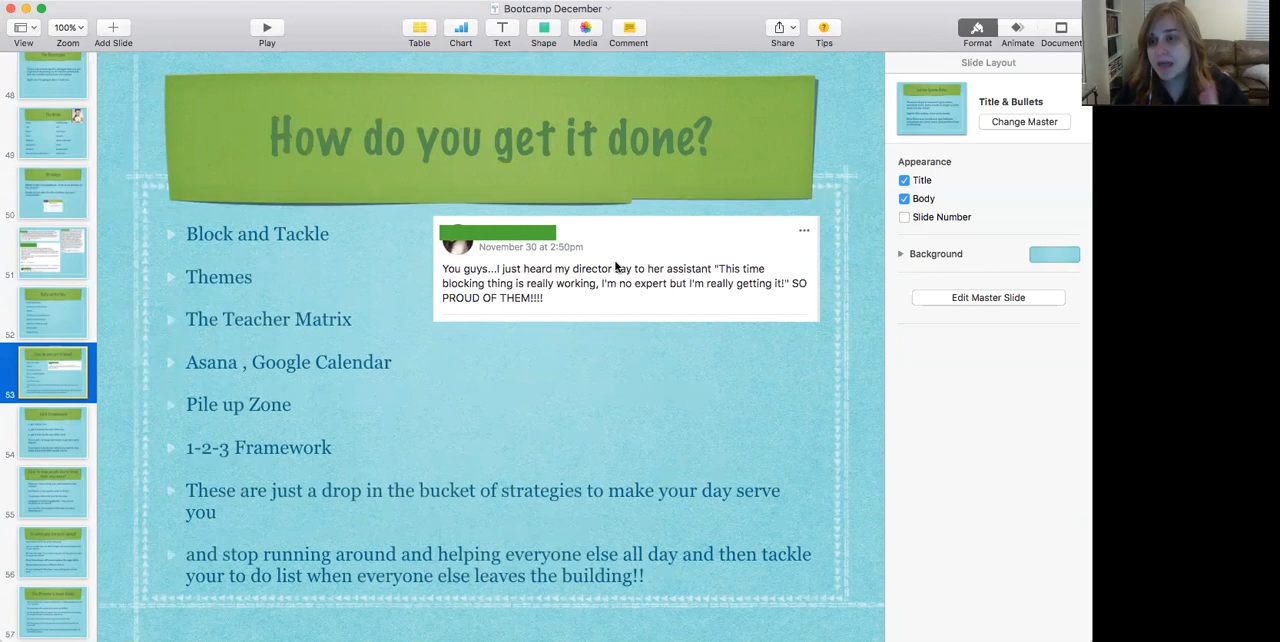 Bootcamp December
View
100%
Zoom
Add Slide
Play
Table
Chart
Text
Shape
Media
Comment
Share
Tips
Format
Animate
Document
Slide Layout
Title & Bullets
Change Master
Appearance
Title
Body
Slide Number
Background
Edit Master Slide
48
49
50
51
52
53
54
55
56
57
How do you get it done?
Block and Tackle
Themes
The Teacher Matrix
Asana , Google Calendar
Pile up Zone
1-2-3 Framework
These are just a drop in the bucket of strategies to make your day serve
you
and stop running around and helping everyone else all day and then tackle
your to do list when everyone else leaves the building!!
November 30 at 2:50pm
You guys...I just heard my director say to her assistant "This time
blocking thing is really working, I'm no expert but I'm really getting it!" SO
PROUD OF THEM!!!!